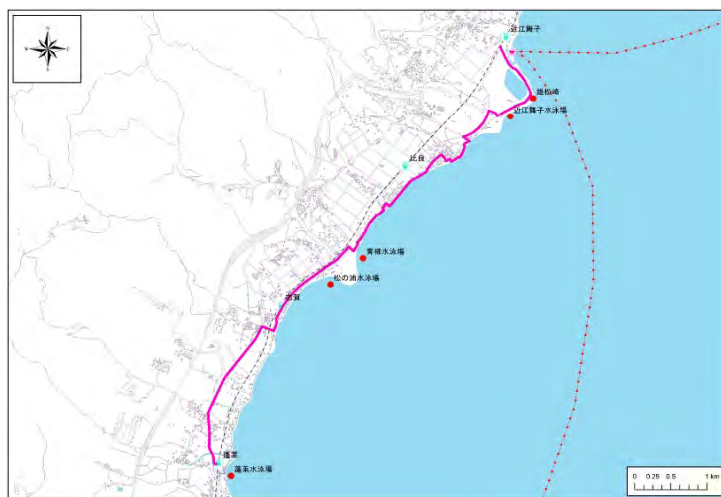 N
W
E
S
近江舞子
雄松崎
近江舞子水泳場
比良
青柳水泳場
松の浦水泳場
志賀
蓬莱
蓬莱水泳場
0 0.25 0.5 1 km